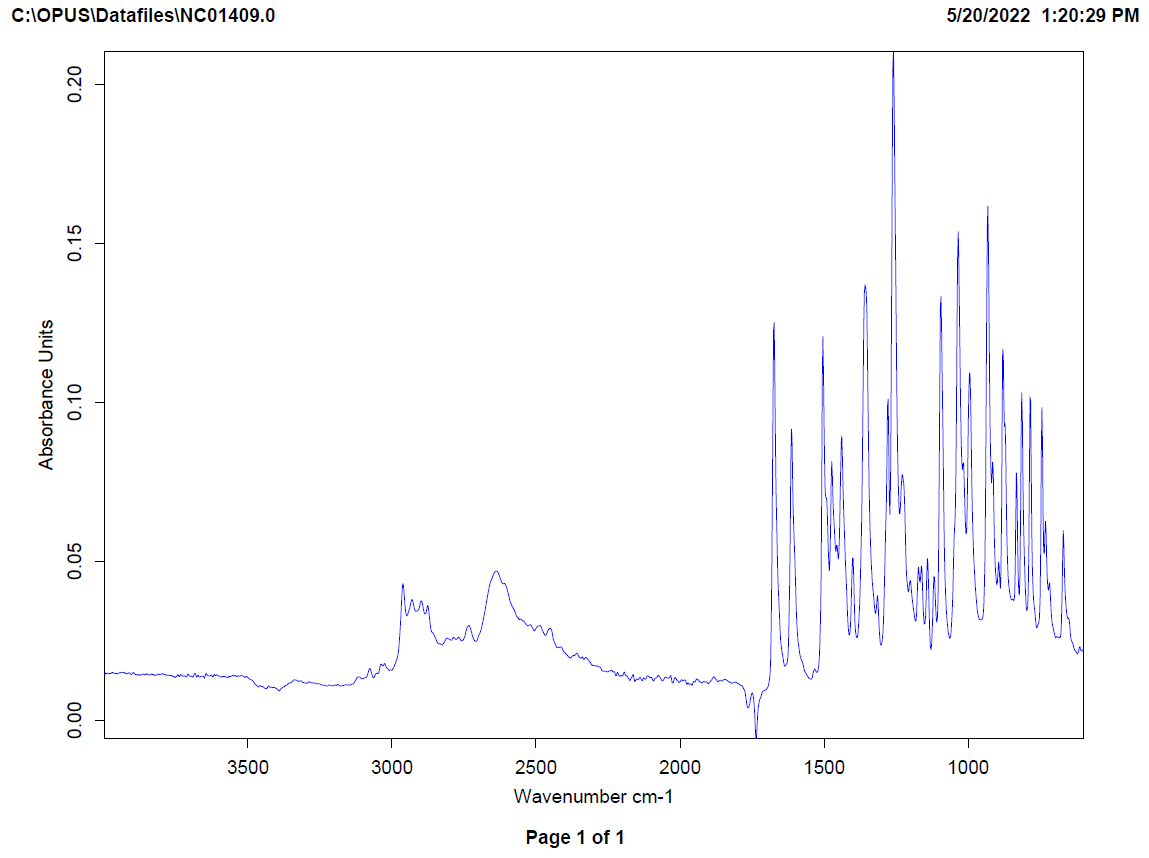 C:\OPUS\Datafiles\NC01409.0
5/20/2022 1:20:29 PM
0.20
0.15
0.10
0.05
0.00
Absorbance Units
3500
3000
2500
2000
1500
1000
Wavenumber cm-1
Page 1 of 1